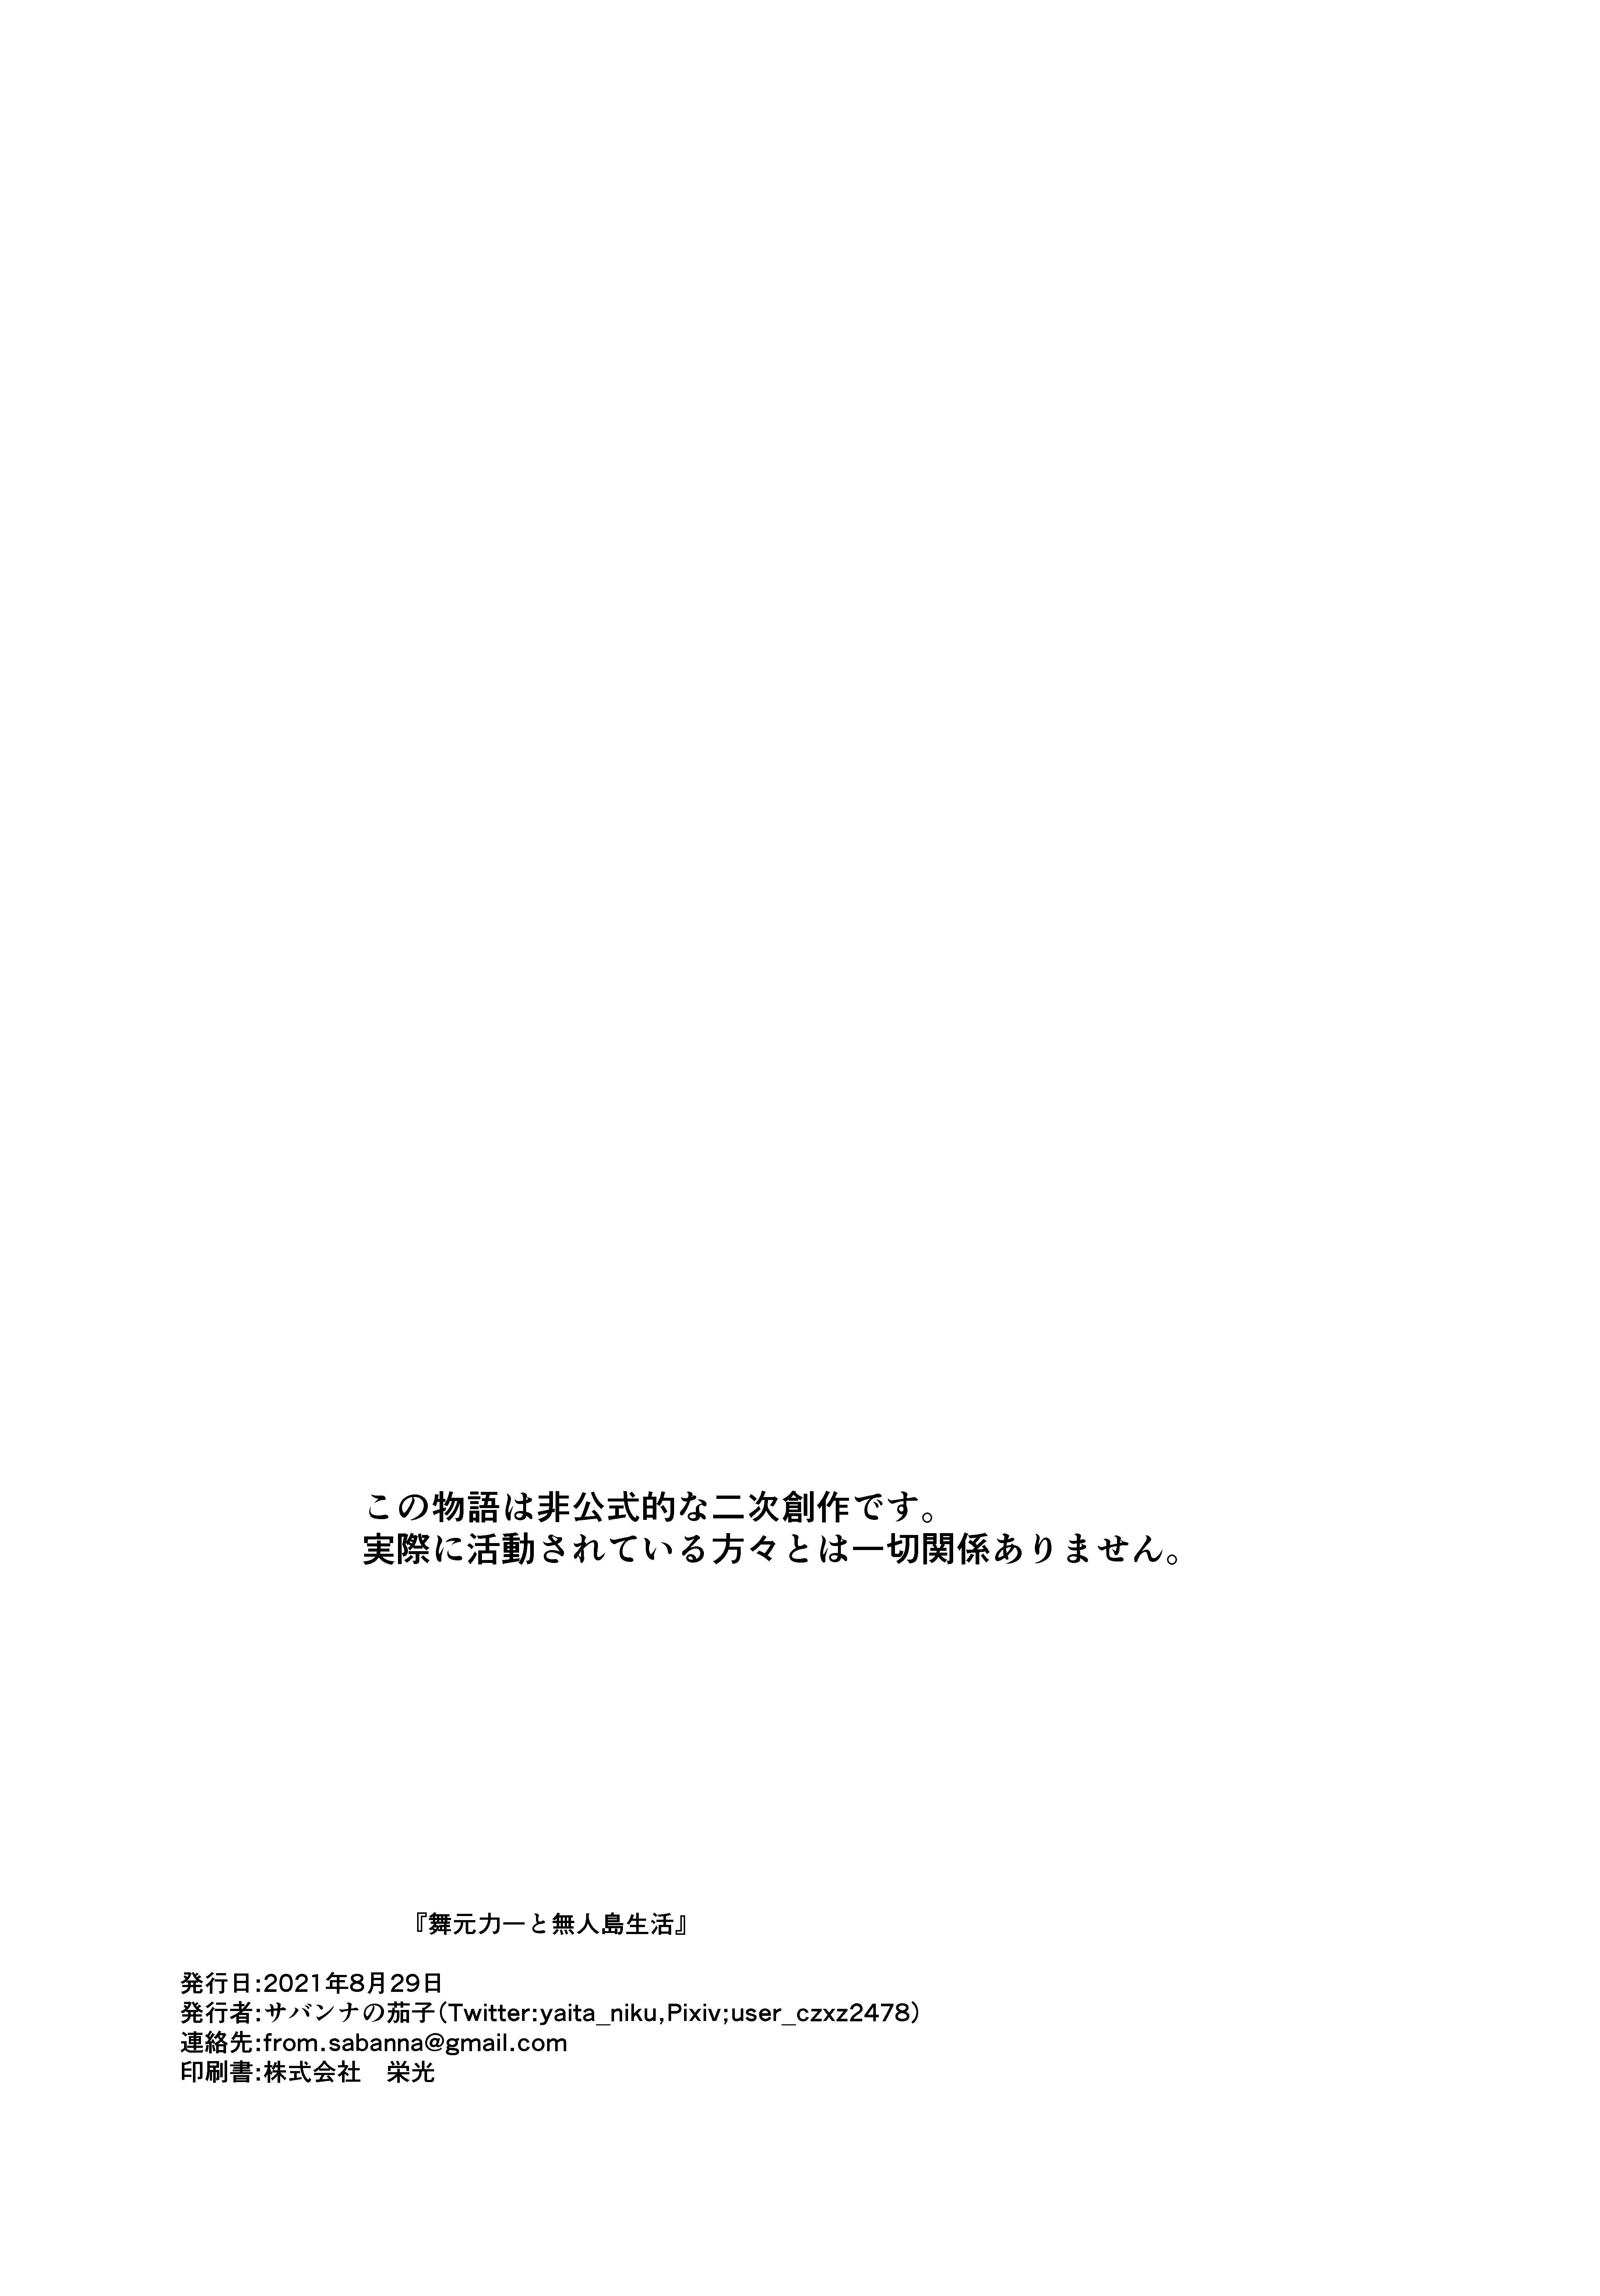 この物語は非公式的な二次創作です。
実際に活動されている方々とは一切関係ありません。
『舞元力一と無人島生活』
発行日:2021年8月29日
発行者:サバンナの茄子(Twitter:yaita_niku,Pixiv;user_czxz2478)
連絡先:from.sabanna@gmail.com
印刷書:株式会社　栄光